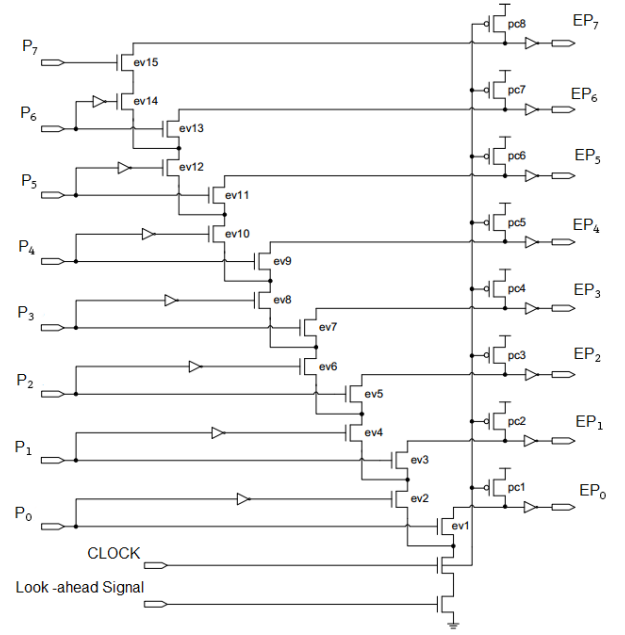 EP7
pc8
P7
ev15
EP6
pc7
ev14
P6
ev13
EP5
pc6
ev12
P5
ev11
EP4
pc5
ev10
P4
ev9
EP3
pc4
ev8
P3
ev7
EP2
pc3
ev6
P2
ev5
EP1
pc2
ev4
P1
ev3
EP0
pc1
ev2
P0
ev1
CLOCK
Look -ahead Signal